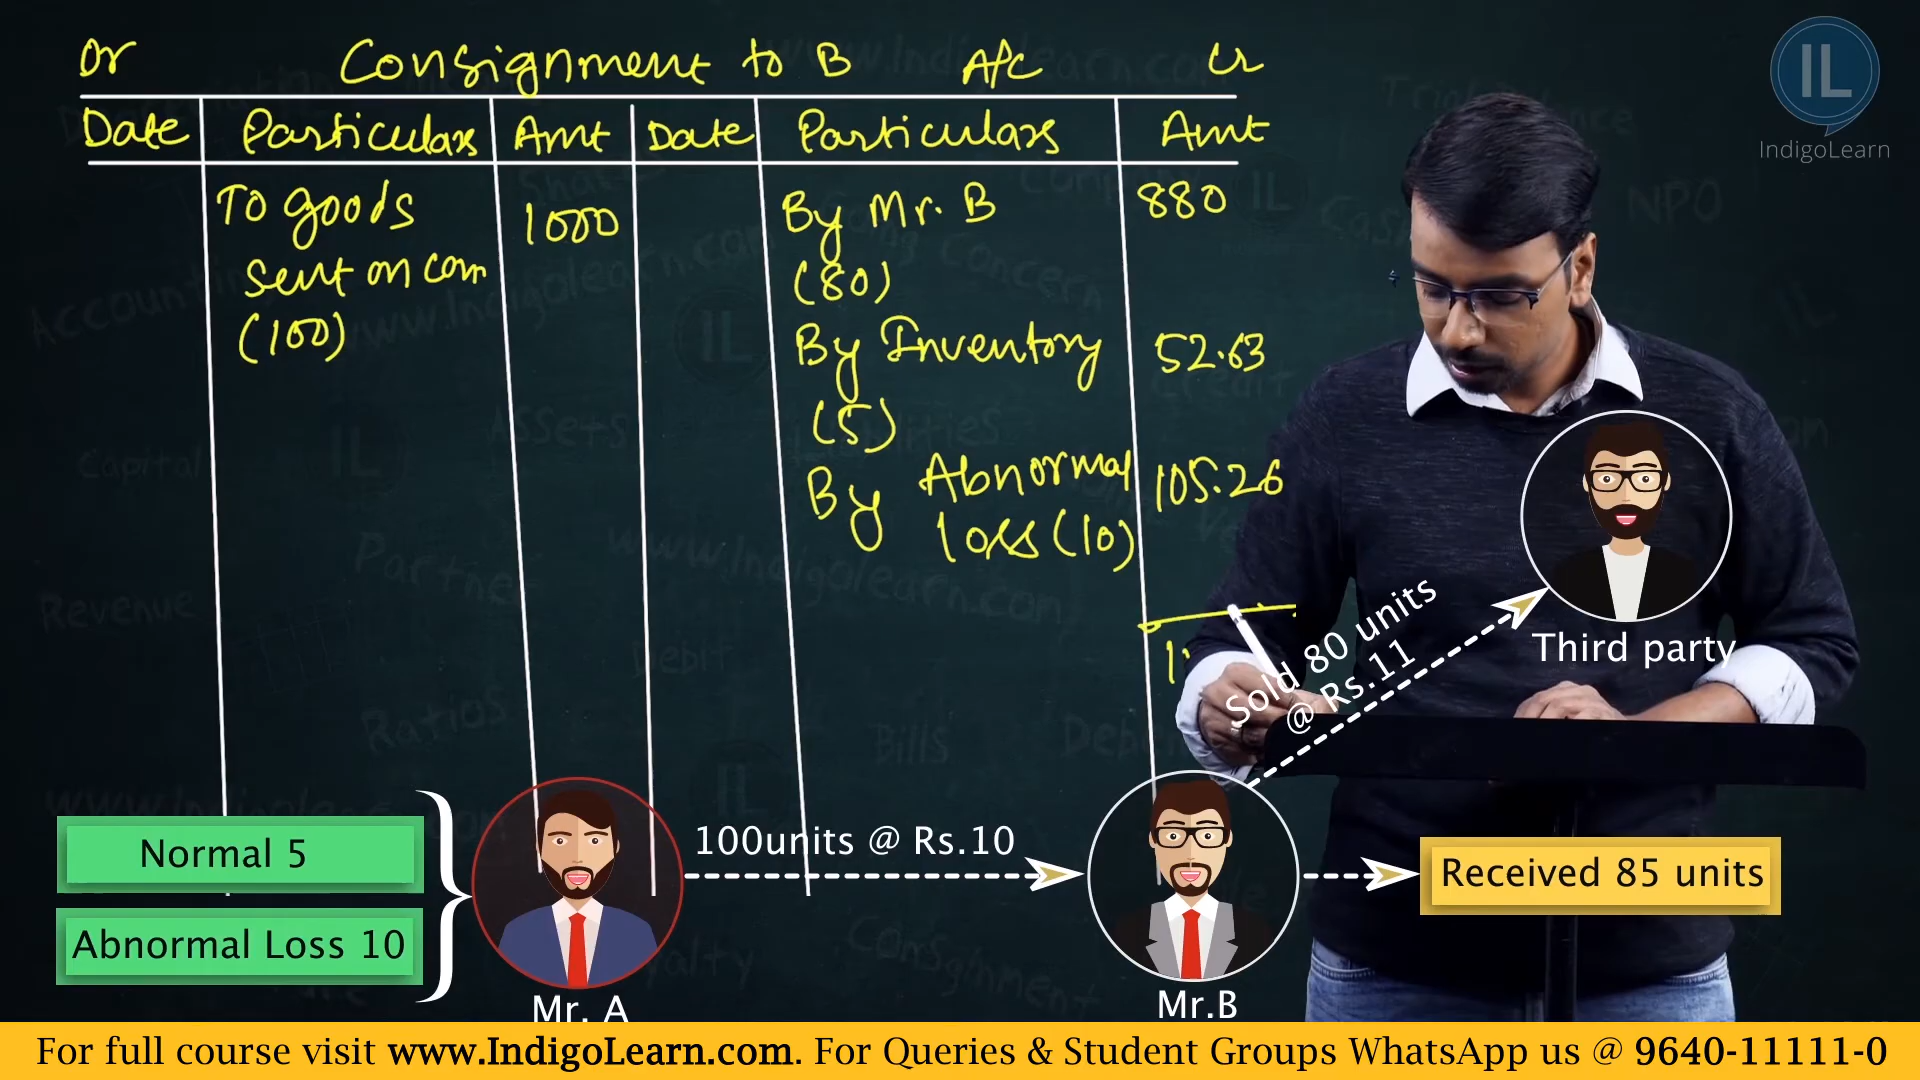 Dr Consignment to B A/C Cr
Date Particulars Amt Date Particulars Amt
To goods 1000 By Mr. B 880
sent on con (80)
(100) By Inventory 52.63
(5)
By Abnormal 105.26
loss (10)
IL
IndigoLearn
Sold 80 units
@ Rs.11
Third party
Normal 5
Abnormal Loss 10
100units @ Rs.10
Received 85 units
Mr. A
Mr.B
For full course visit www.IndigoLearn.com. For Queries & Student Groups WhatsApp us @ 9640-11111-0